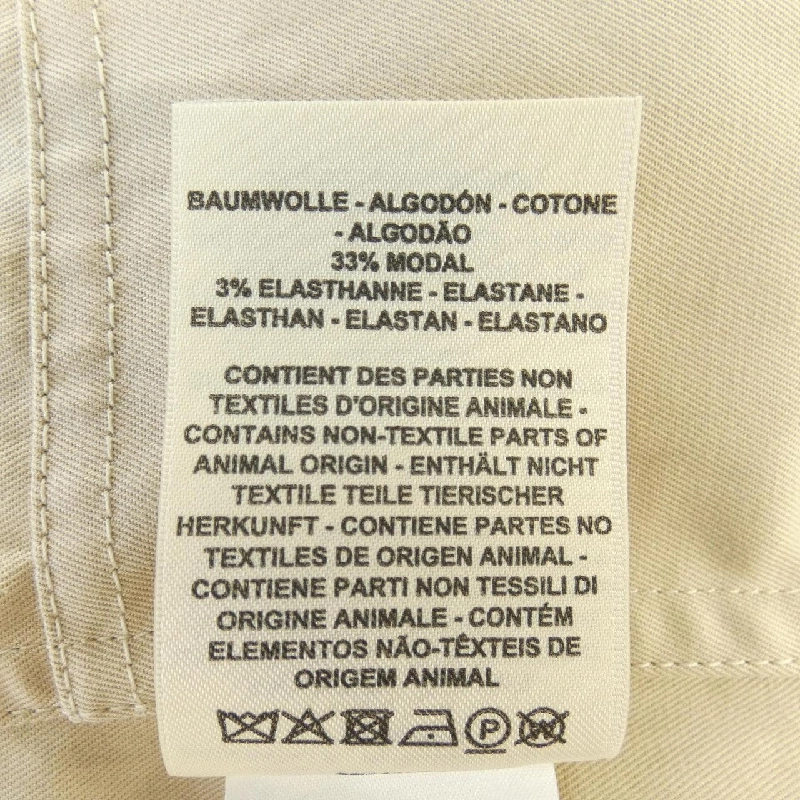 BAUMWOLLE - ALGODÓN - COTONE
- ALGODÃO
33% MODAL
3% ELASTHANNE - ELASTANE -
ELASTHAN - ELASTAN - ELASTANO
CONTIENT DES PARTIES NON
TEXTILES D'ORIGINE ANIMALE -
CONTAINS NON-TEXTILE PARTS OF
ANIMAL ORIGIN - ENTHÄLT NICHT
TEXTILE TEILE TIERISCHER
HERKUNFT - CONTIENE PARTES NO
TEXTILES DE ORIGEN ANIMAL -
CONTIENE PARTI NON TESSILI DI
ORIGINE ANIMALE - CONTÉM
ELEMENTOS NÃO-TÊXTEIS DE
ORIGEM ANIMAL
P W